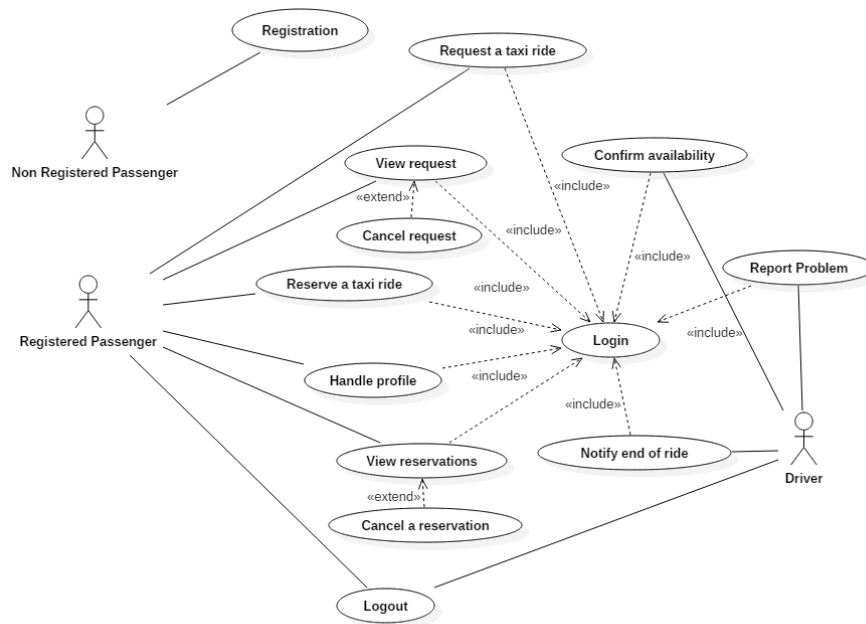 Registration
Request a taxi ride
Non Registered Passenger
View request
Confirm availability
«extend»
«include»
Cancel request
«include»
«include»
Report Problem
Reserve a taxi ride
«include»
Registered Passenger
«include»
«include»
Login
Handle profile
«include»
«include»
View reservations
Notify end of ride
Driver
«extend»
Cancel a reservation
Logout